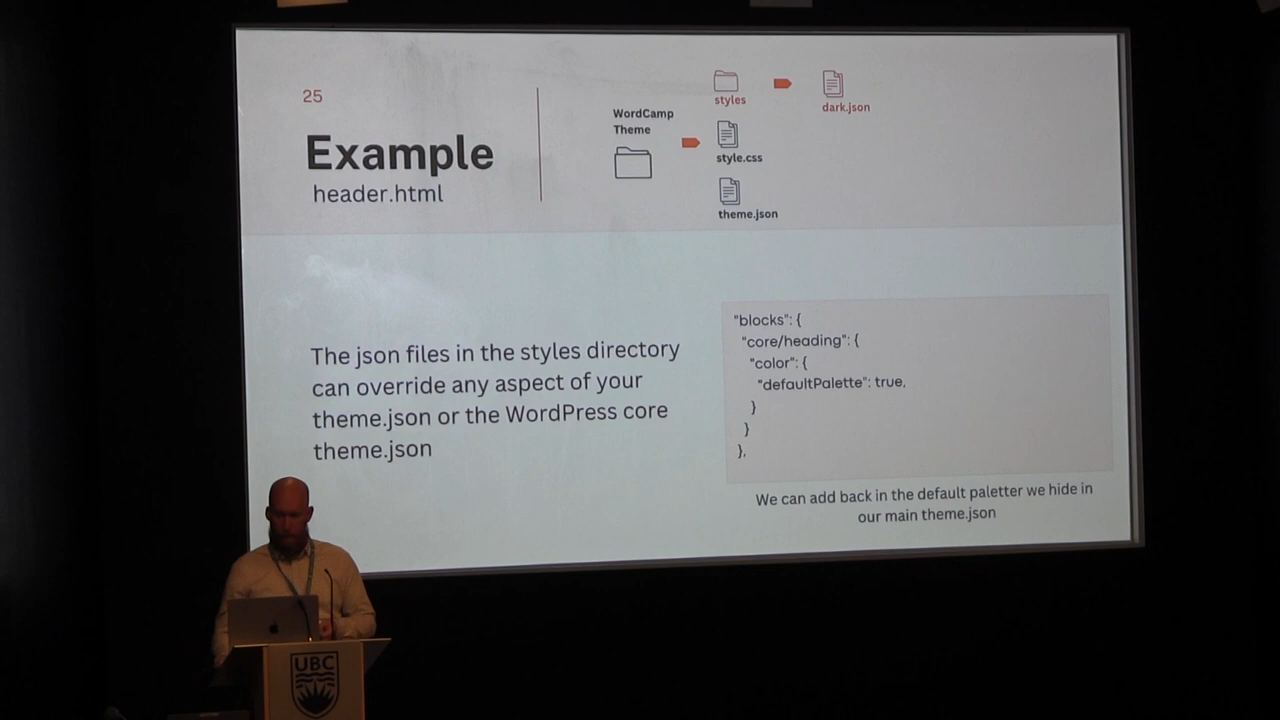 25
Example
header.html
WordCamp
Theme
styles
dark.json
style.css
theme.json
The json files in the styles directory
can override any aspect of your
theme.json or the WordPress core
theme.json
"blocks": {
"core/heading": {
"color": {
"defaultPalette": true,
}
}
},
We can add back in the default paletter we hide in
our main theme.json
UBC